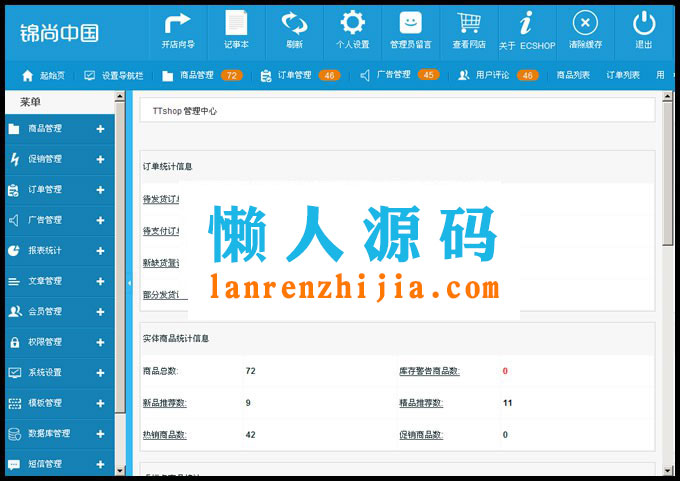 锦尚中国
开店向导
记事本
刷新
个人设置
管理员留言
查看网店
关于 ECSHOP
清除缓存
退出
起始页
设置导航栏
商品管理 72
订单管理 46
广告管理 45
用户评论 46
商品列表
订单列表
用
菜单
商品管理
促销管理
订单管理
广告管理
报表统计
文章管理
会员管理
权限管理
系统设置
模板管理
数据库管理
短信管理
TTshop 管理中心
订单统计信息
待发货订
待支付订
新缺货登
部分发货
懒人源码
lanrenzhijia.com
实体商品统计信息
商品总数: 72 库存警告商品数: 0
新品推荐数: 9 精品推荐数: 11
热销商品数: 42 促销商品数: 0